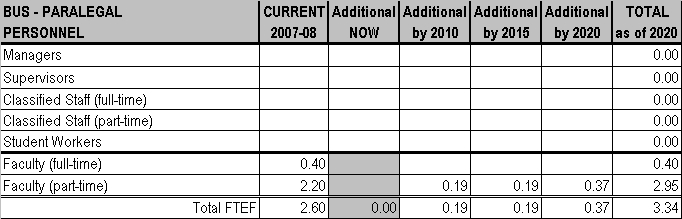 BUS - PARALEGAL CURRENT Additional Additional Additional Additional TOTAL
PERSONNEL 2007-08 NOW by 2010 by 2015 by 2020 as of 2020
Managers 0.00
Supervisors 0.00
Classified Staff (full-time) 0.00
Classified Staff (part-time) 0.00
Student Workers 0.00
Faculty (full-time) 0.40 0.40
Faculty (part-time) 2.20 0.19 0.19 0.37 2.95
Total FTEF 2.60 0.00 0.19 0.19 0.37 3.34